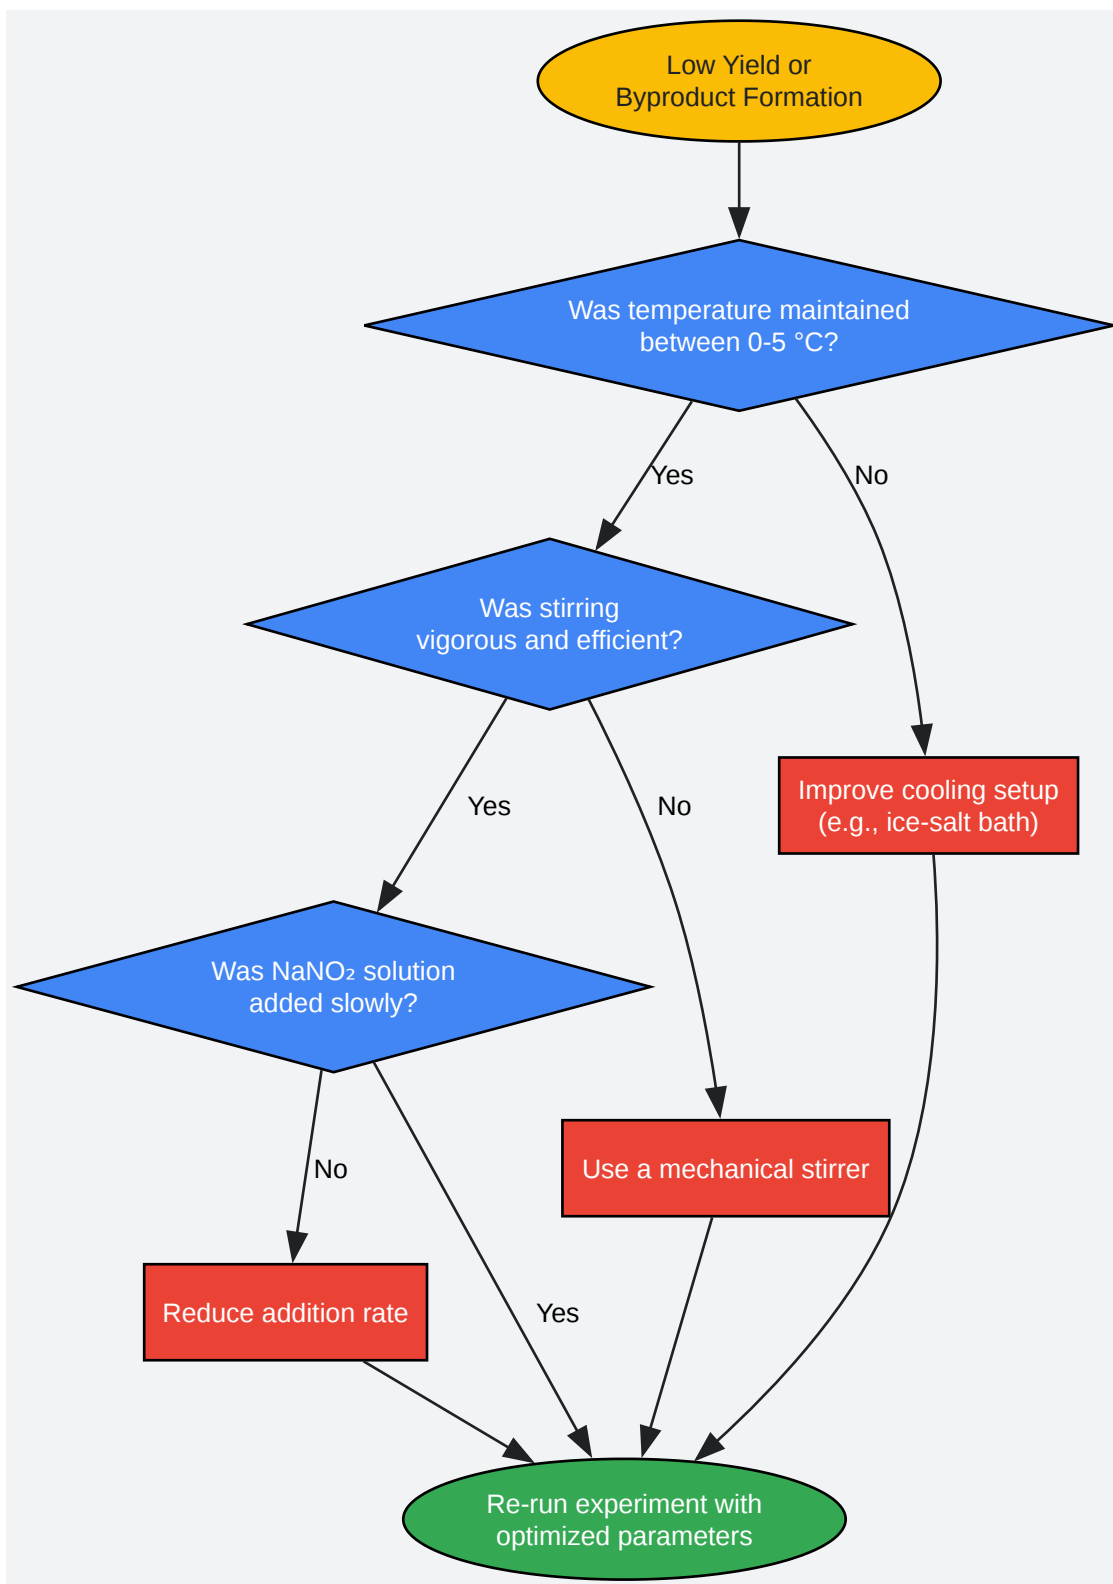 Low Yield or
Byproduct Formation
Was temperature maintained
between 0-5 °C?
Yes
No
Was stirring
vigorous and efficient?
Improve cooling setup
(e.g., ice-salt bath)
Yes
No
Was NaNO₂ solution
added slowly?
No
Use a mechanical stirrer
Reduce addition rate
Yes
Re-run experiment with
optimized parameters